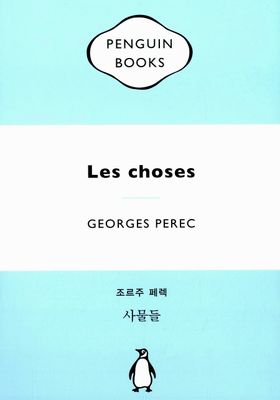 PENGUIN
BOOKS
Les choses
GEORGES PEREC
조르주 페렉
사물들